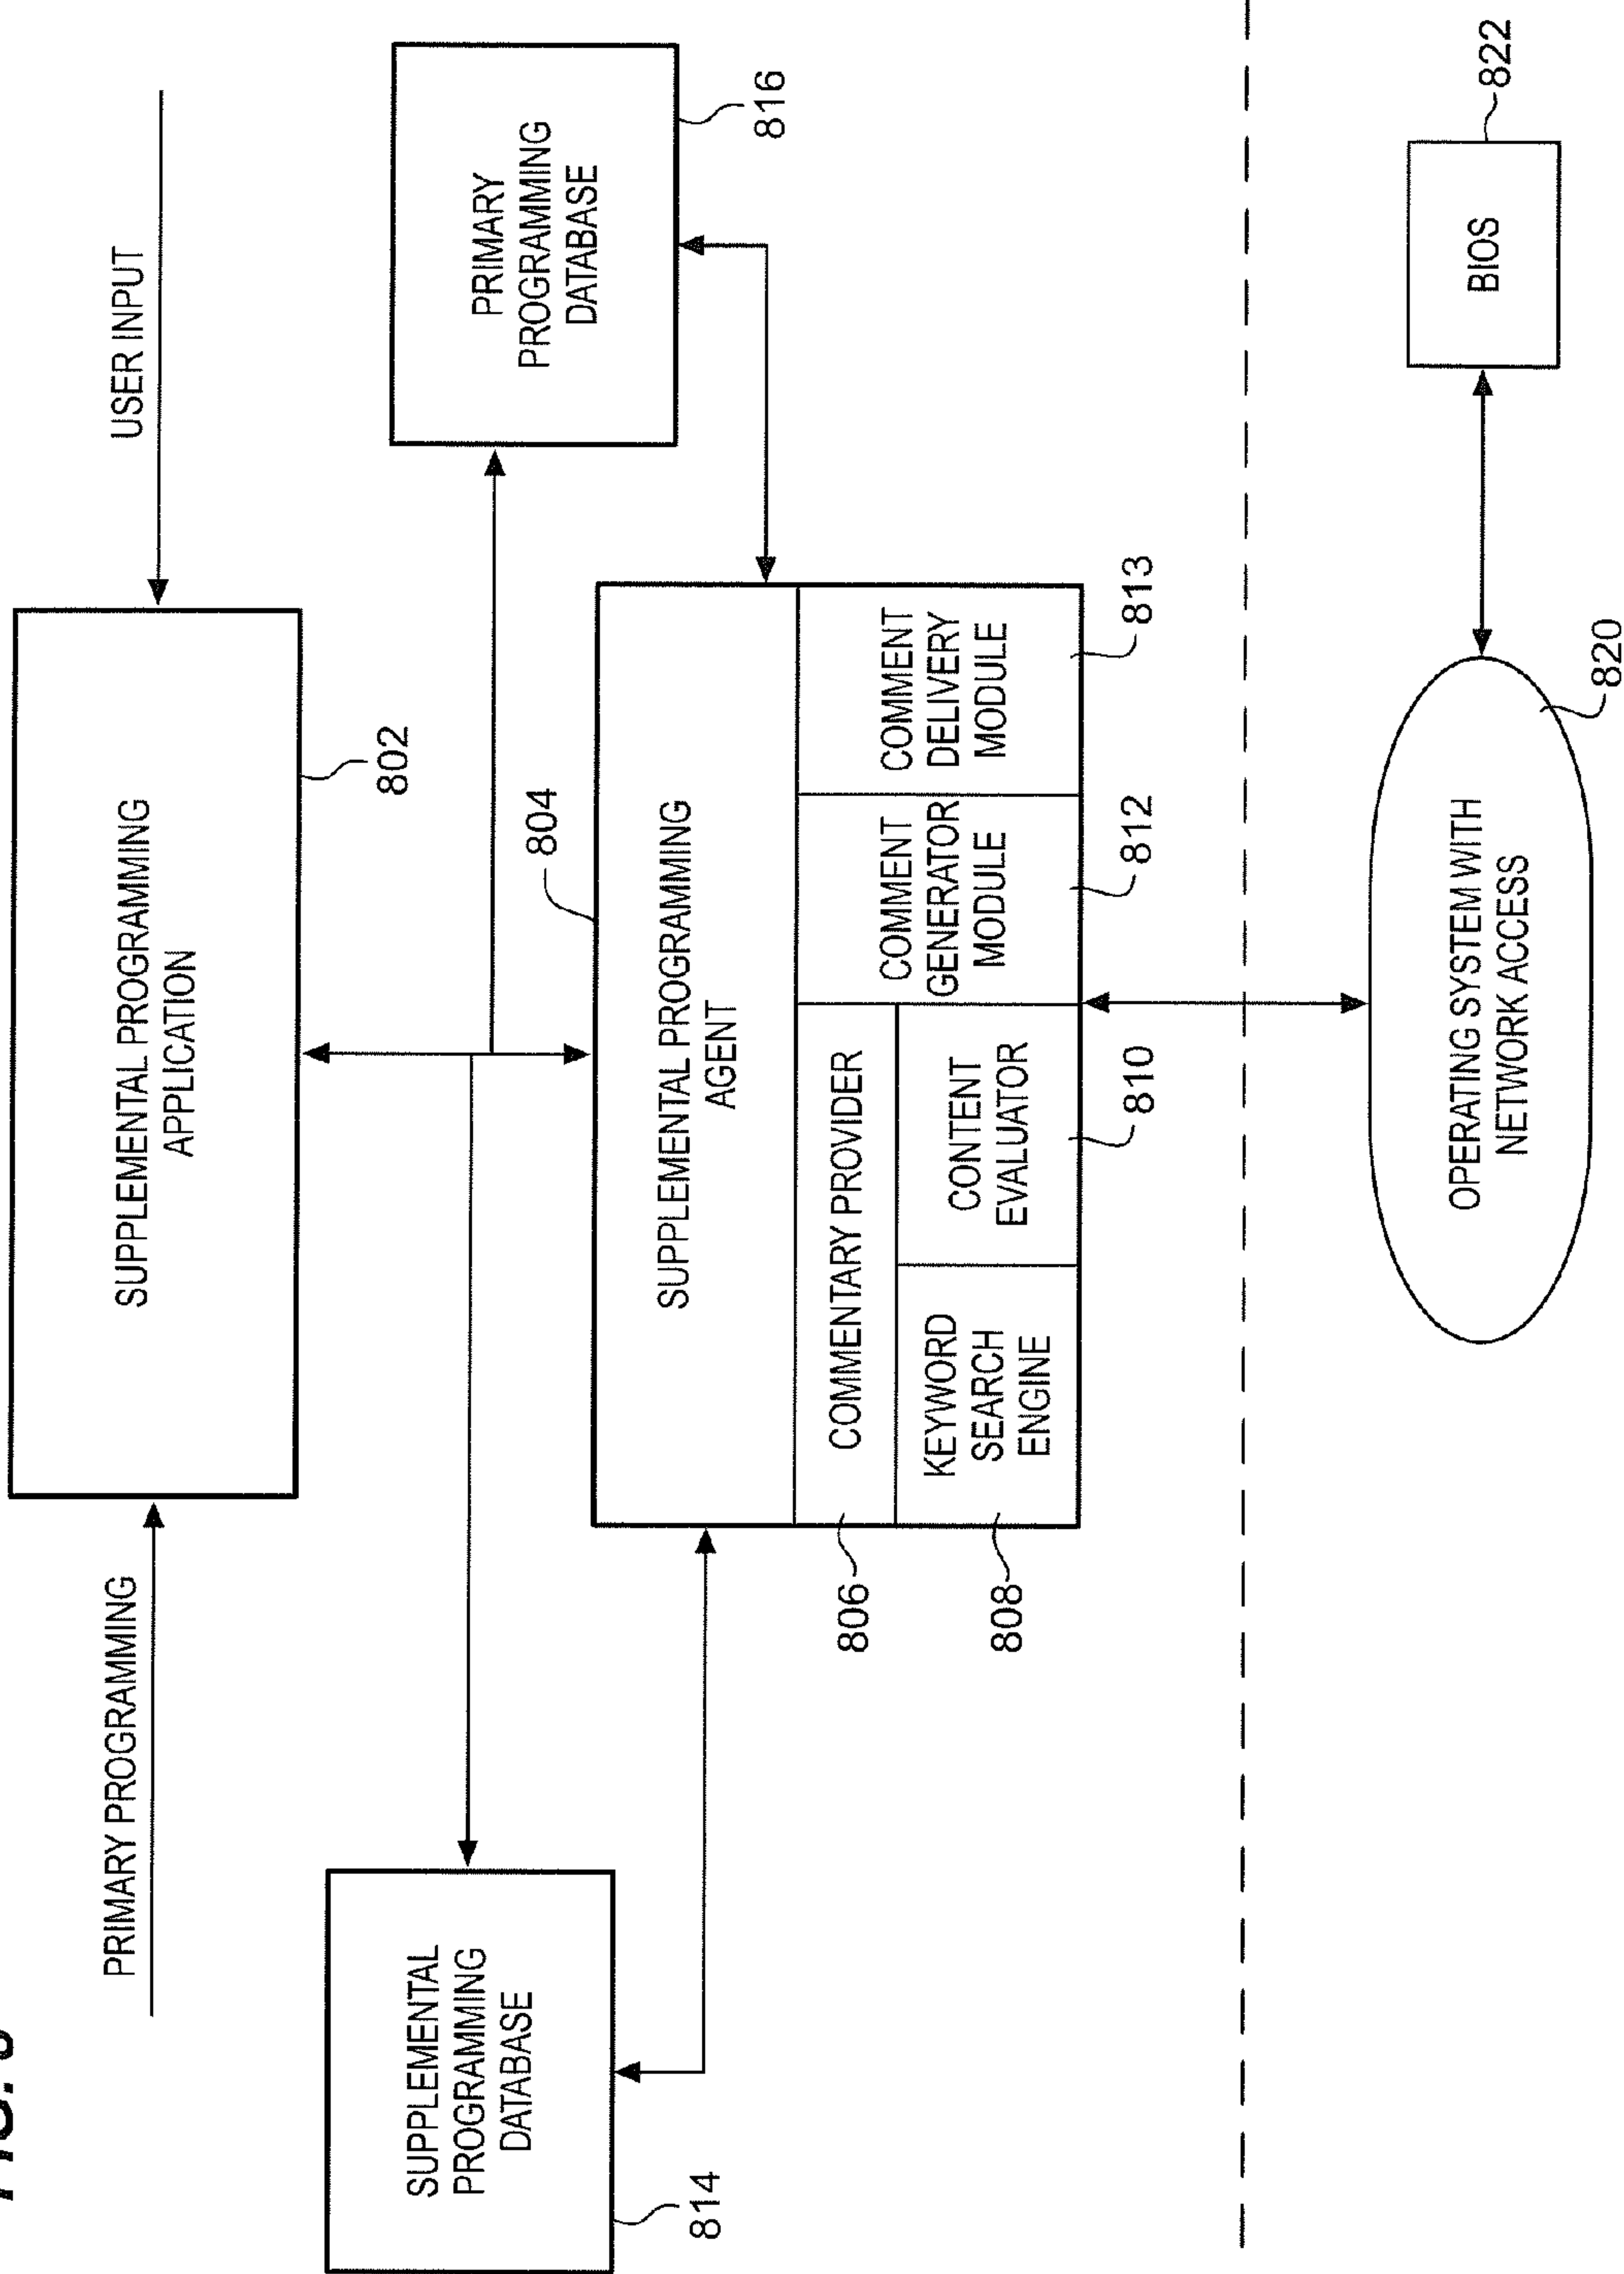 PRIMARY PROGRAMMING
SUPPLEMENTAL PROGRAMMING
APPLICATION
802
USER INPUT
SUPPLEMENTAL
PROGRAMMING
DATABASE
814
PRIMARY
PROGRAMMING
DATABASE
816
804
SUPPLEMENTAL PROGRAMMING
AGENT
COMMENTARY PROVIDER
806
KEYWORD
SEARCH
ENGINE
808
CONTENT
EVALUATOR
810
COMMENT
GENERATOR
MODULE
812
COMMENT
DELIVERY
MODULE
813
OPERATING SYSTEM WITH
NETWORK ACCESS
820
BIOS
822